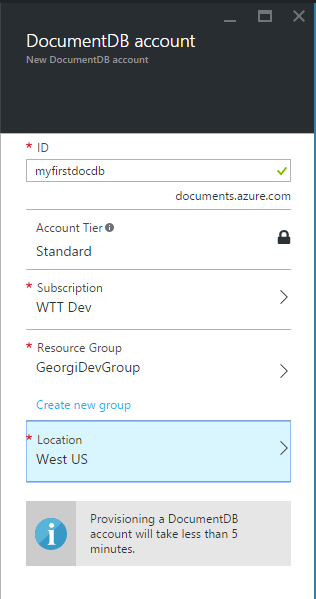 DocumentDB account
New DocumentDB account
* ID
myfirstdocdb
documents.azure.com
Account Tier
Standard
* Subscription
WTT Dev
* Resource Group
GeorgiDevGroup
Create new group
* Location
West US
Provisioning a DocumentDB
account will take less than 5
minutes.